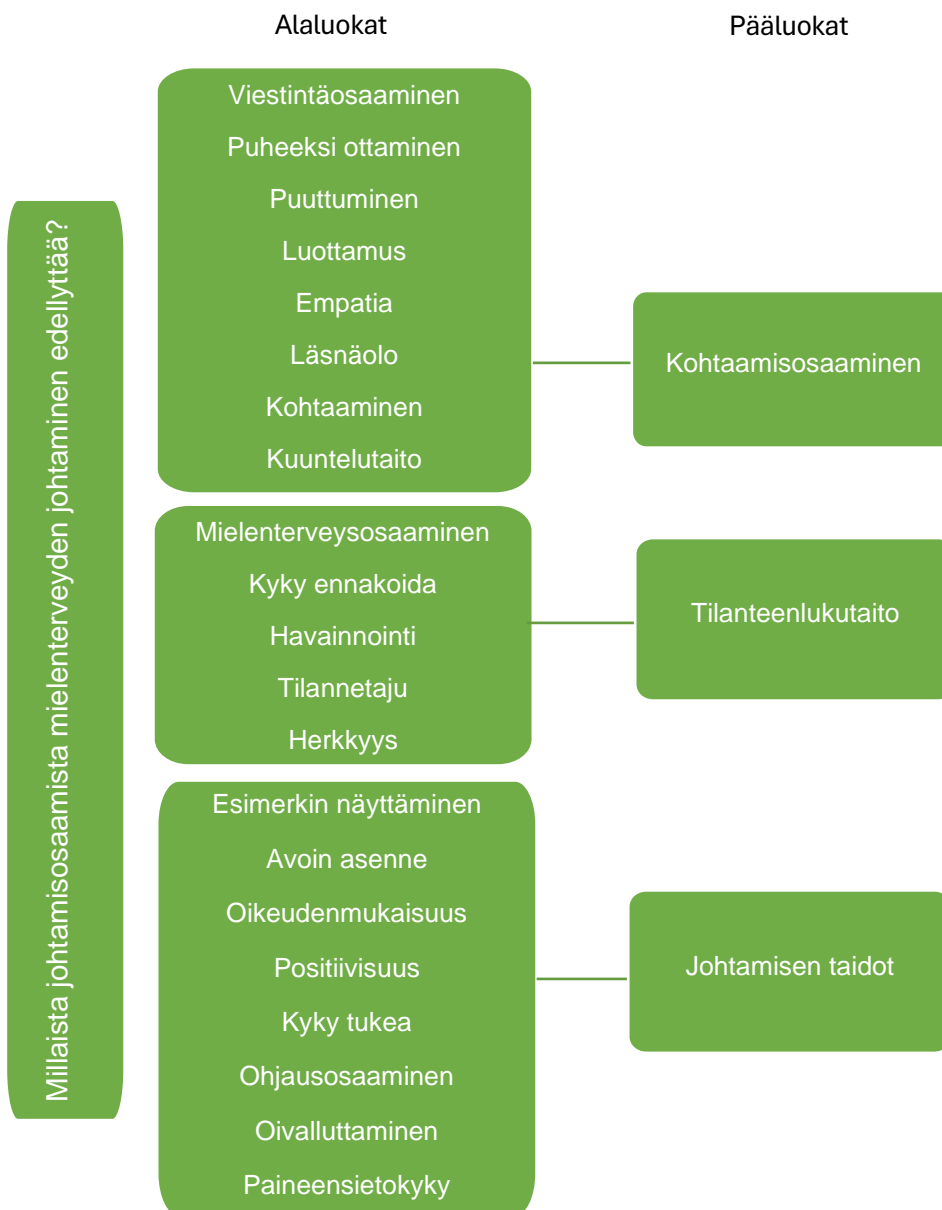 Alaluokat
Pääluokat
Millaista johtamisosaamista mielenterveyden johtaminen edellyttää?
Viestintäosaaminen
Puheeksi ottaminen
Puuttuminen
Luottamus
Empatia
Läsnäolo
Kohtaaminen
Kuuntelutaito
Kohtaamisosaaminen
Mielenterveysosaaminen
Kyky ennakoida
Havainnointi
Tilannetaju
Herkkyys
Tilanteenlukutaito
Esimerkin näyttäminen
Avoin asenne
Oikeudenmukaisuus
Positiivisuus
Kyky tukea
Ohjausosaaminen
Oivalluttaminen
Paineensietokyky
Johtamisen taidot